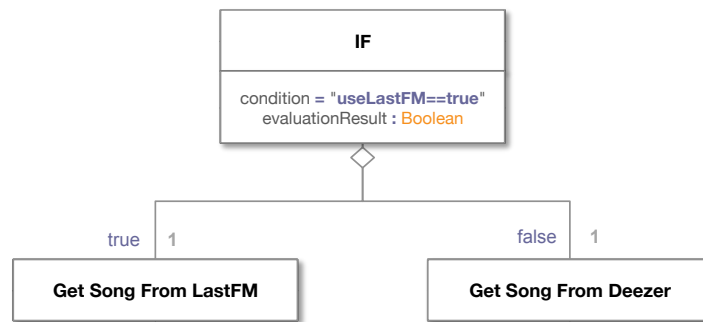 IF
condition = "useLastFM==true"
evaluationResult : Boolean
true 1
false 1
Get Song From LastFM
Get Song From Deezer